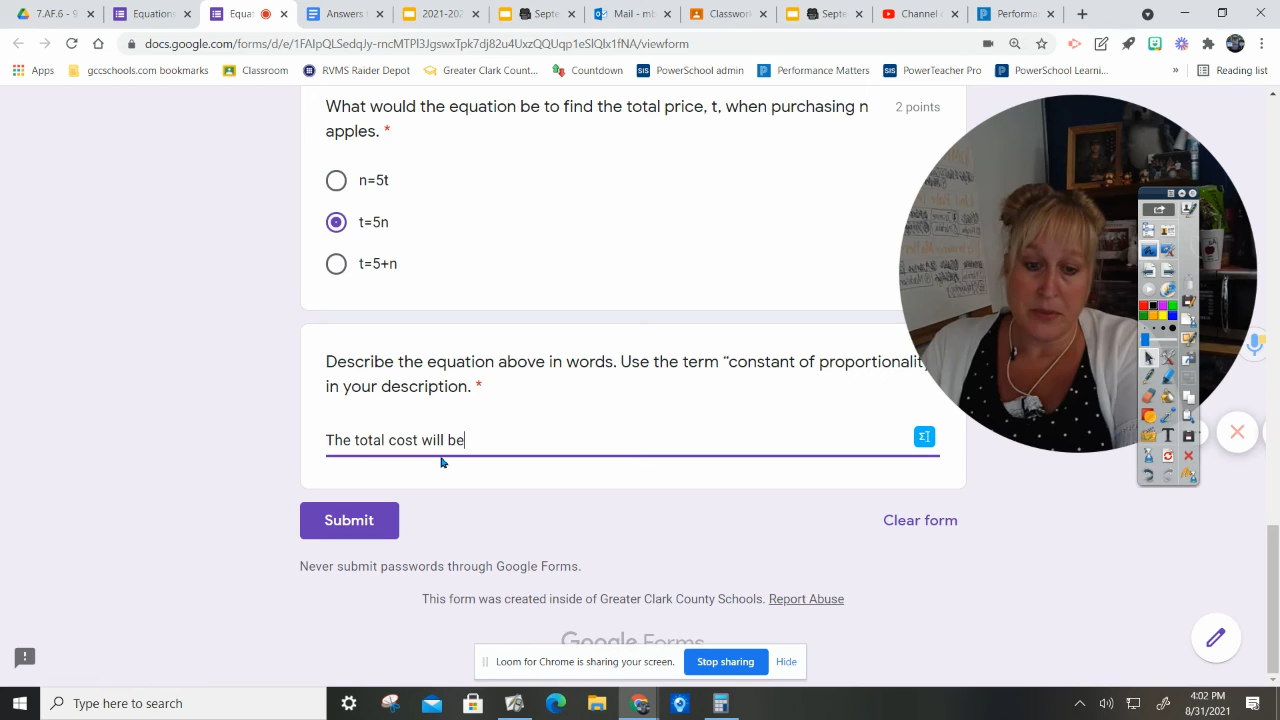 7.AF.6 - 9
Equations
Equat
Answers
2021-20
Septe
Mail - m
Classw
Septe
Channel
Performa
docs.google.com/forms/d/e/
viewform
Apps
gccschools.com bookmarks
Classroom
RVMS Raider Depot
Greater Clark Count...
Countdown
SIS
PowerSchool admin
Performance Matters
SIS
PowerTeacher Pro
PowerSchool Learni...
»
Reading list
What would the equation be to find the total price, t, when purchasing n
apples. *
2 points
n=5t
t=5n
t=5+n
Describe the equation above in words. Use the term “constant of proportionality
in your description. *
The total cost will be
Submit
Clear form
Never submit passwords through Google Forms.
This form was created inside of Greater Clark County Schools. Report Abuse
Google Forms
Loom for Chrome is sharing your screen.
Stop sharing
Hide
Type here to search
4:02 PM
8/31/2021